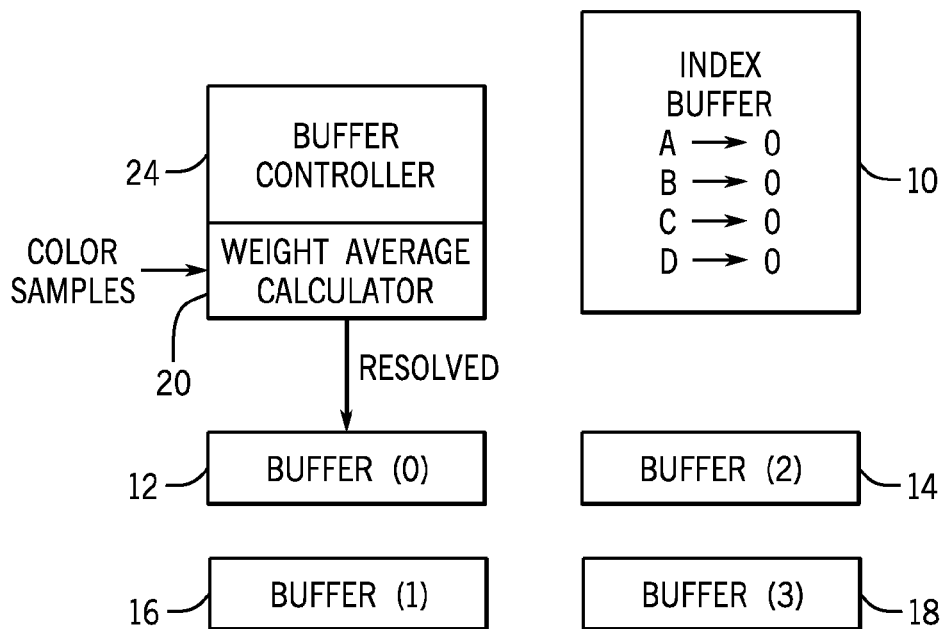 BUFFER
CONTROLLER
24
COLOR
SAMPLES
WEIGHT AVERAGE
CALCULATOR
20
RESOLVED
INDEX
BUFFER
A → 0
B → 0
C → 0
D → 0
10
12
BUFFER (0)
BUFFER (2)
14
16
BUFFER (1)
BUFFER (3)
18